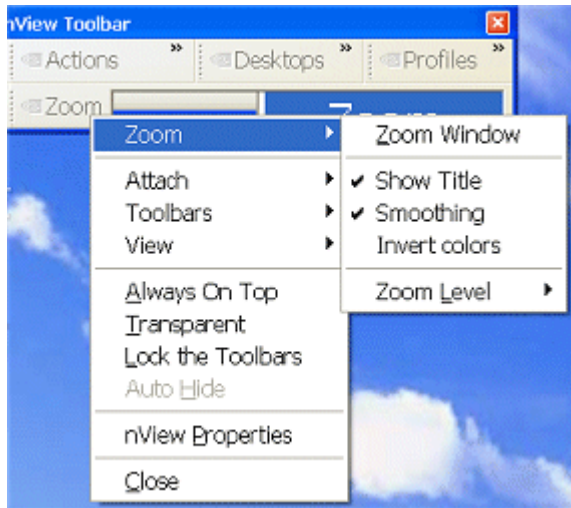 nView Toolbar
Actions » Desktops » Profiles »
Zoom Zoom
Zoom
Attach
Toolbars
View
Always On Top
Transparent
Lock the Toolbars
Auto Hide
nView Properties
Close
Zoom Window
Show Title
Smoothing
Invert colors
Zoom Level